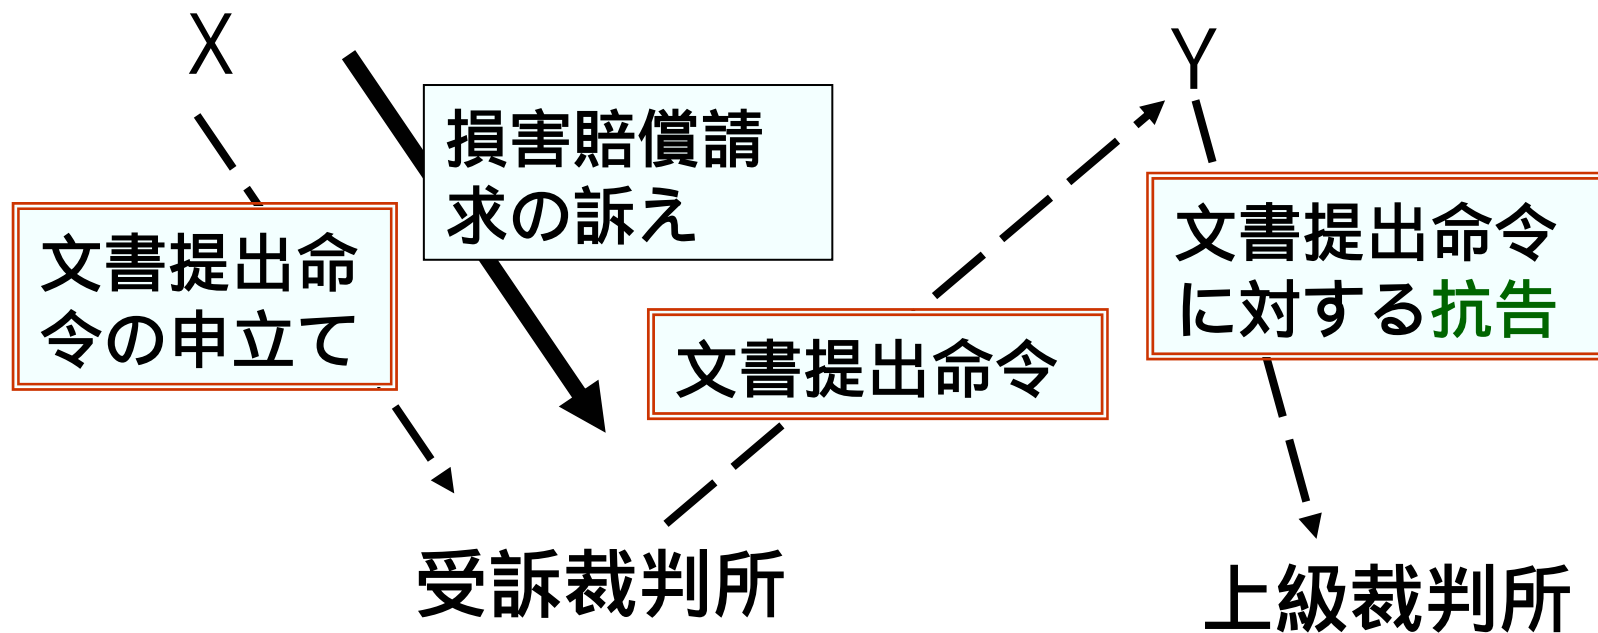 X
Y
損害賠償請
求の訴え
文書提出命
令の申立て
文書提出命令
文書提出命令
に対する抗告
受訴裁判所
上級裁判所